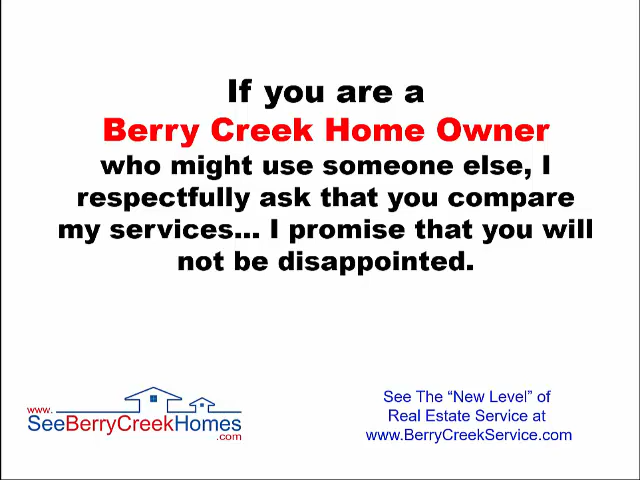 If you are a
Berry Creek Home Owner
who might use someone else, I
respectfully ask that you compare
my services... I promise that you will
not be disappointed.
www.
SeeBerryCreekHomes
.com
See The “New Level” of
Real Estate Service at
www.BerryCreekService.com